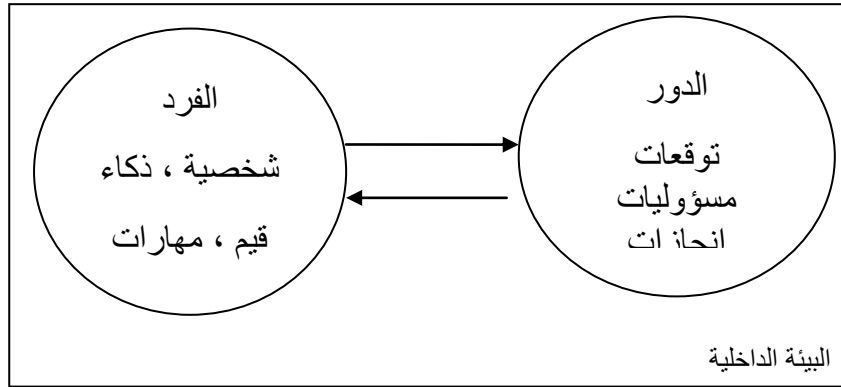 الدور
توقعات
مسؤوليات
انجازات
الفرد
شخصية ، ذكاء
قيم ، مهارات
البيئة الداخلية